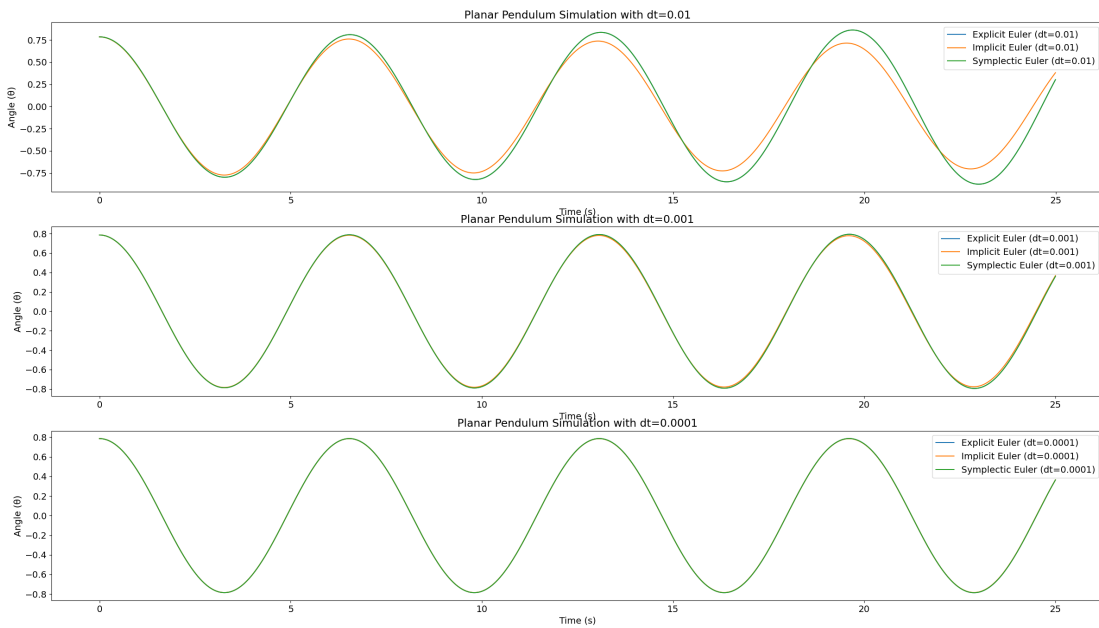 Planar Pendulum Simulation with dt=0.01
Explicit Euler (dt=0.01)
Implicit Euler (dt=0.01)
Symplectic Euler (dt=0.01)
Angle (θ)
0.75
0.50
0.25
0.00
−0.25
−0.50
−0.75
0 5 10 15 20 25
Time (s)
Planar Pendulum Simulation with dt=0.001
Explicit Euler (dt=0.001)
Implicit Euler (dt=0.001)
Symplectic Euler (dt=0.001)
Angle (θ)
0.8
0.6
0.4
0.2
0.0
−0.2
−0.4
−0.6
−0.8
0 5 10 15 20 25
Time (s)
Planar Pendulum Simulation with dt=0.0001
Explicit Euler (dt=0.0001)
Implicit Euler (dt=0.0001)
Symplectic Euler (dt=0.0001)
Angle (θ)
0.8
0.6
0.4
0.2
0.0
−0.2
−0.4
−0.6
−0.8
0 5 10 15 20 25
Time (s)